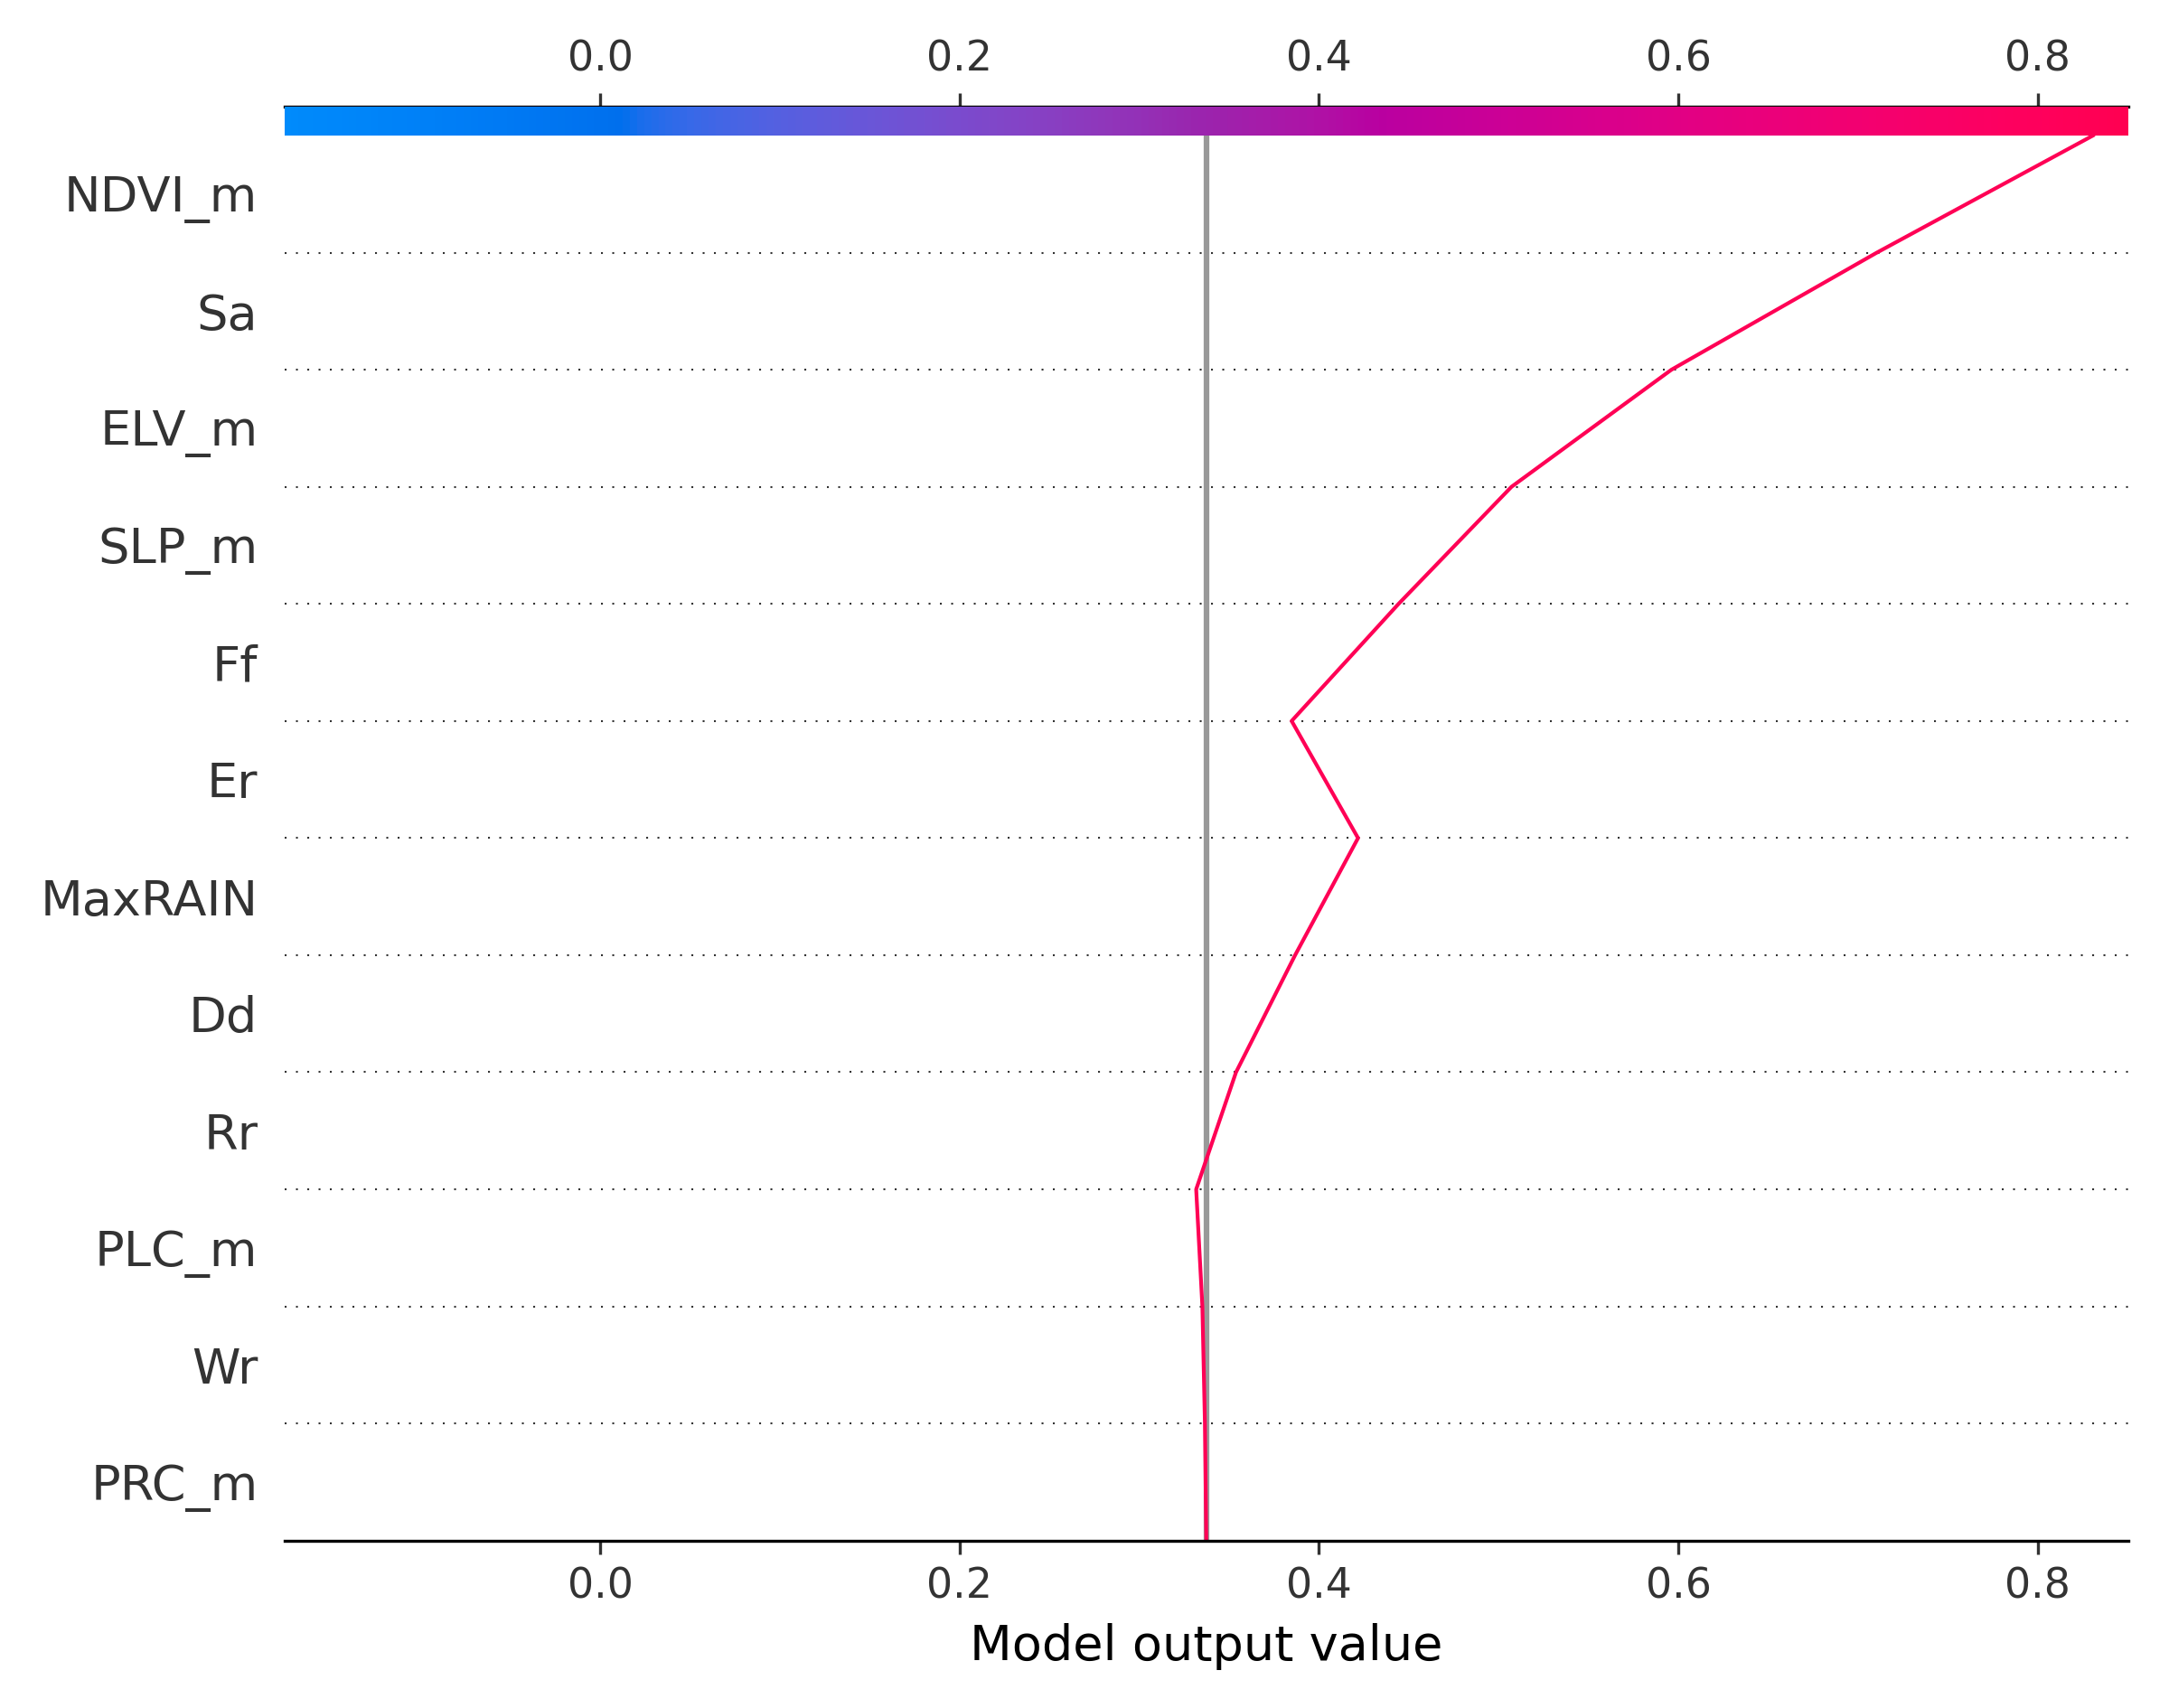 0.0 0.2 0.4 0.6 0.8
NDVI_m
Sa
ELV_m
SLP_m
Ff
Er
MaxRAIN
Dd
Rr
PLC_m
Wr
PRC_m
0.0 0.2 0.4 0.6 0.8
Model output value